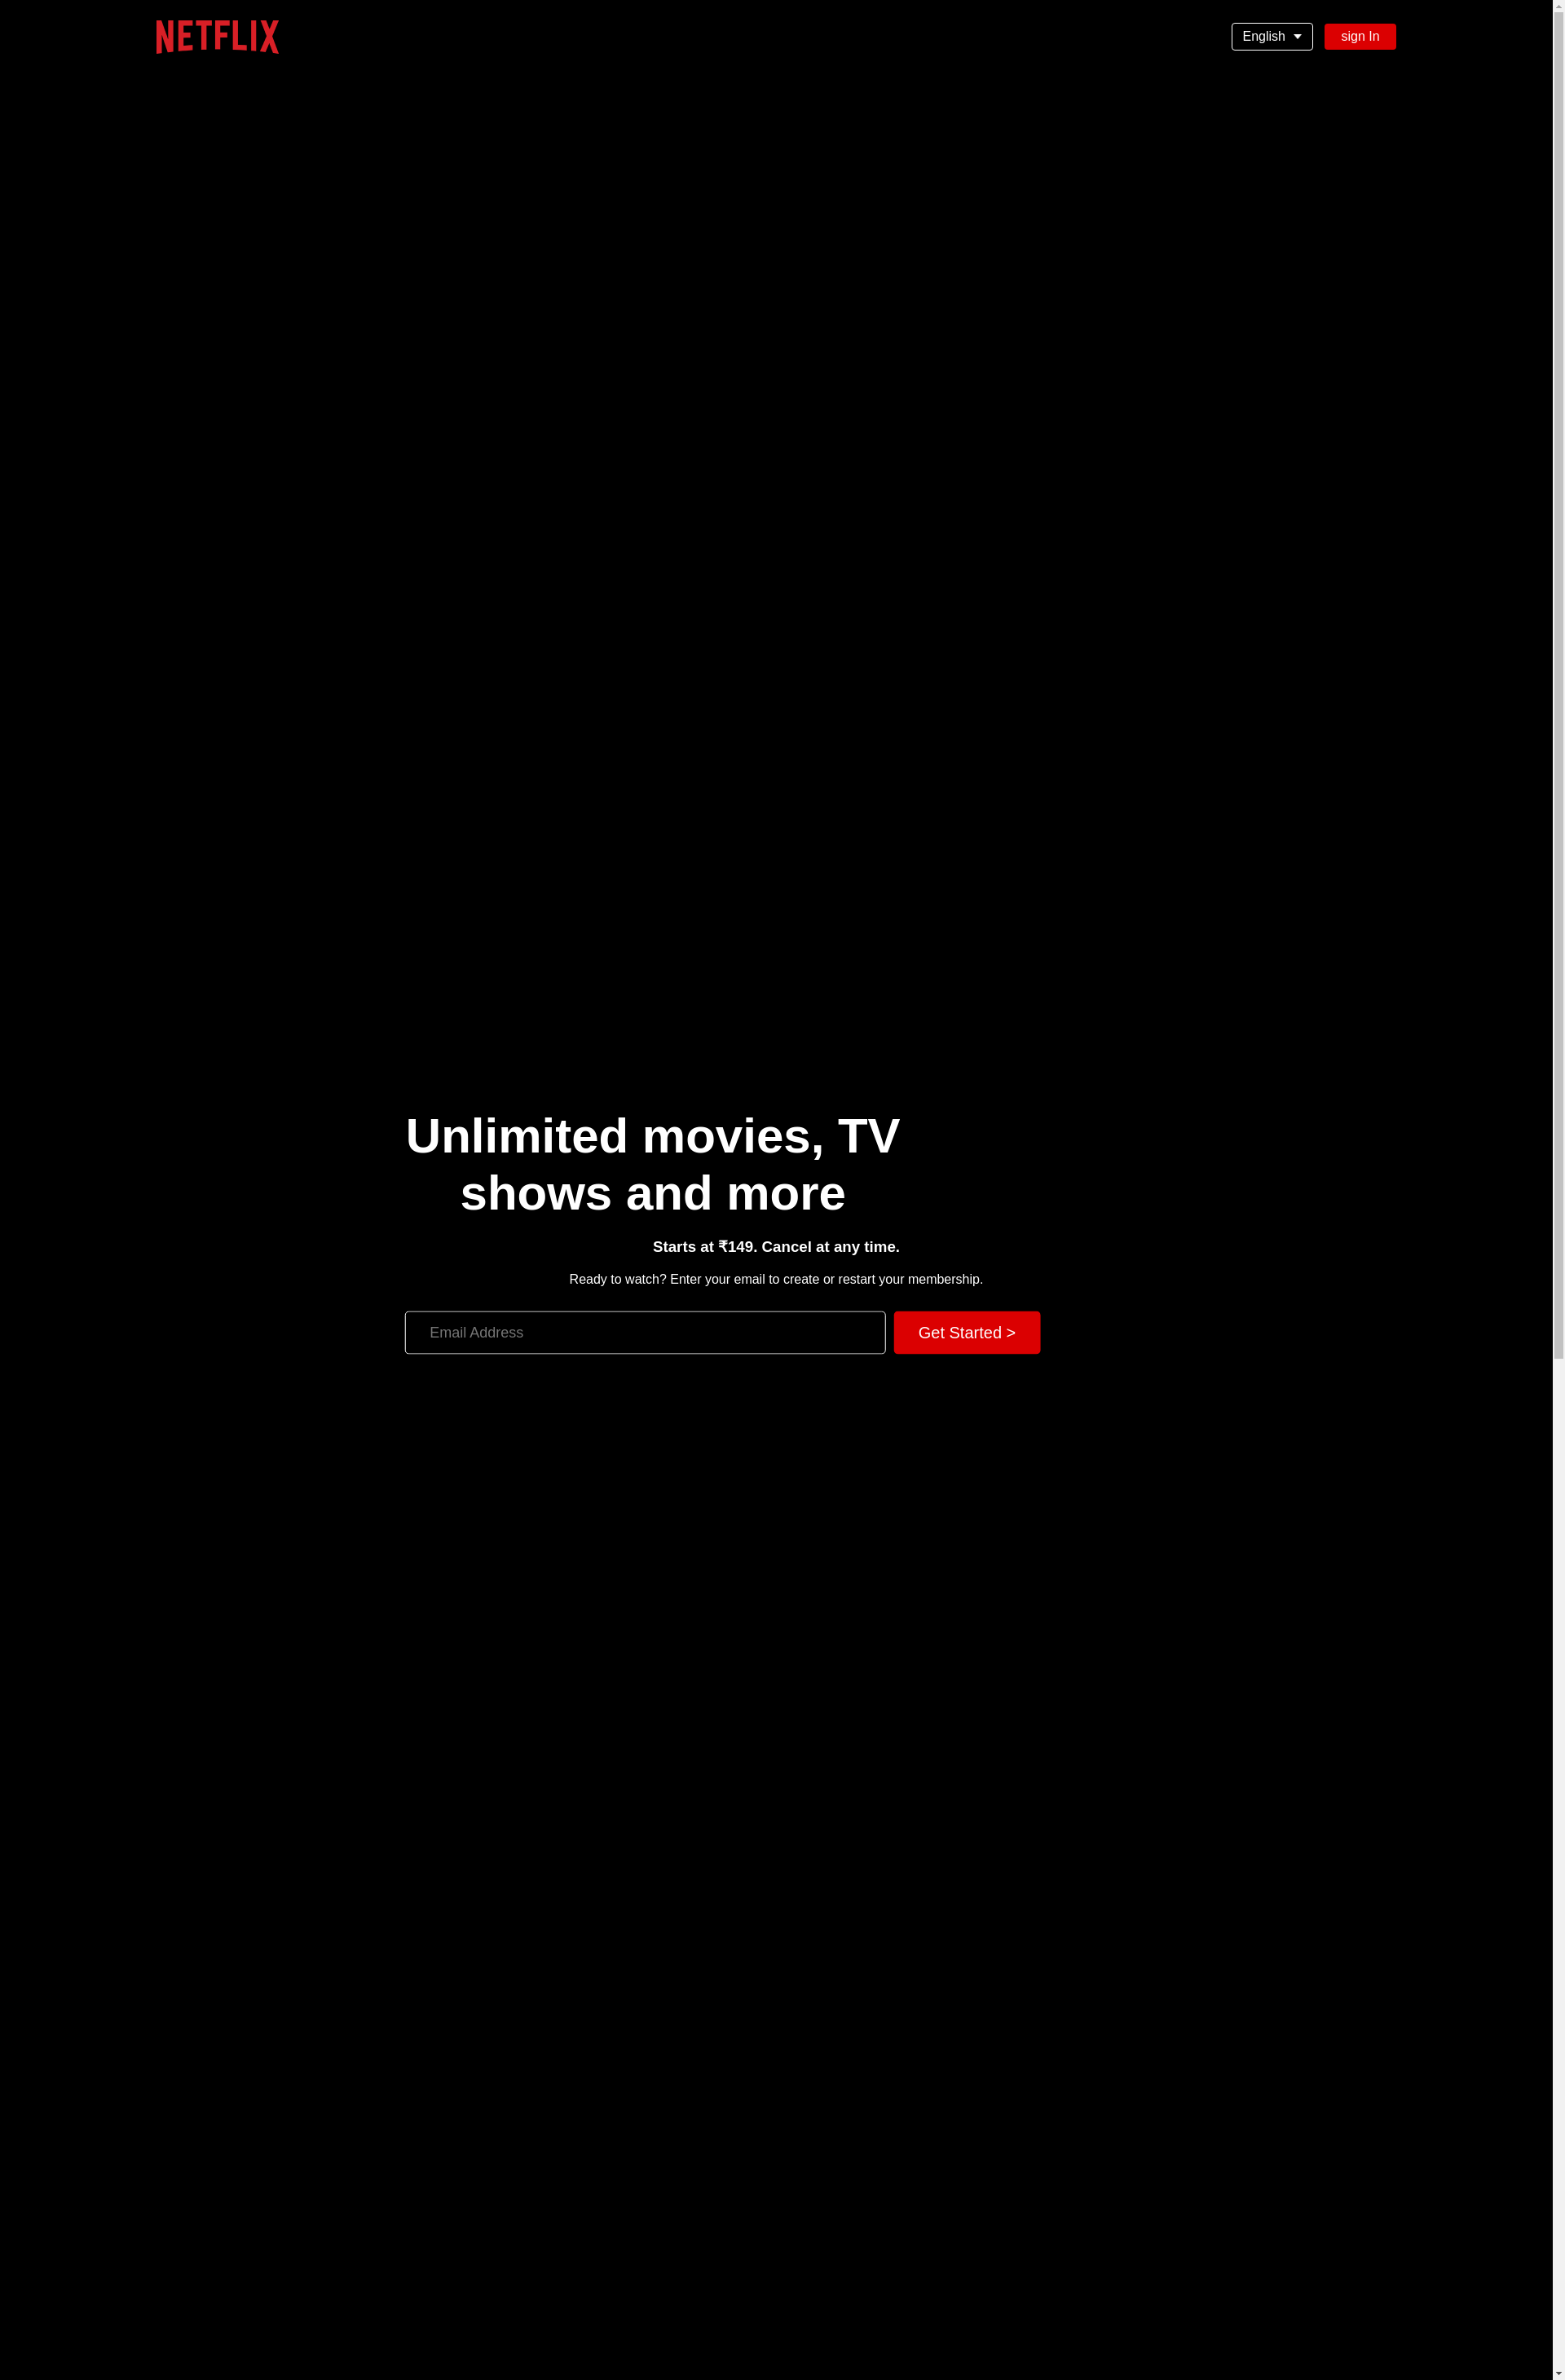 NETFLIX
English
sign In
Unlimited movies, TV
shows and more
Starts at ₹149. Cancel at any time.
Ready to watch? Enter your email to create or restart your membership.
Email Address
Get Started >